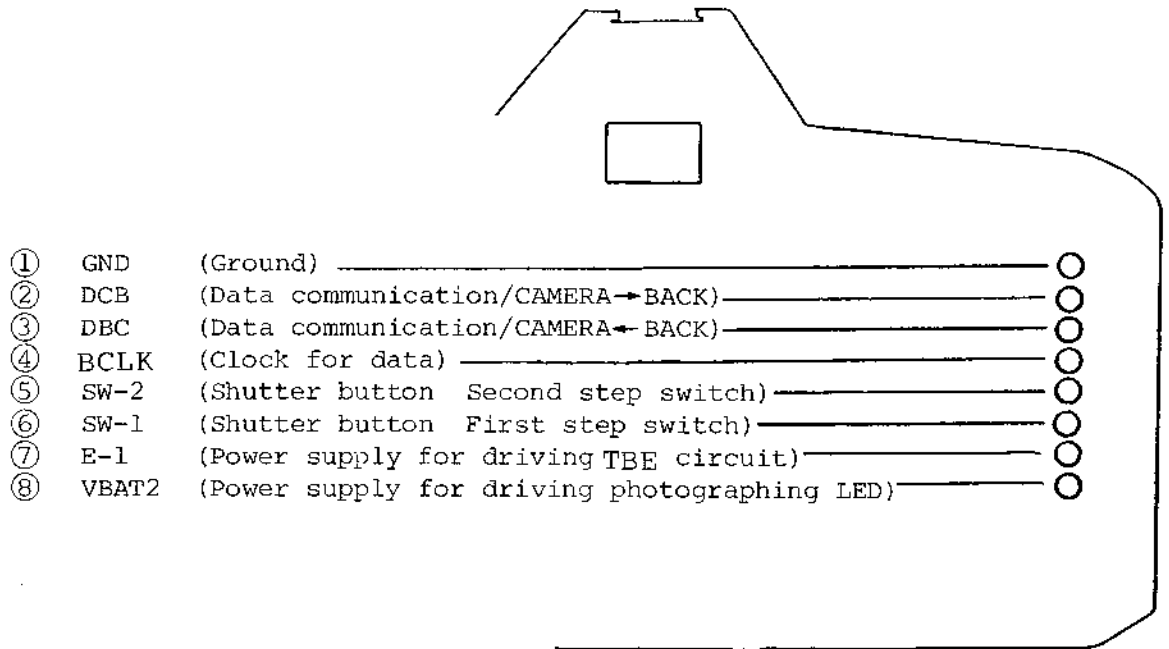 ① GND (Ground)
② DCB (Data communication/CAMERA→BACK)
③ DBC (Data communication/CAMERA←BACK)
④ BCLK (Clock for data)
⑤ SW-2 (Shutter button Second step switch)
⑥ SW-1 (Shutter button First step switch)
⑦ E-1 (Power supply for driving TBE circuit)
⑧ VBAT2 (Power supply for driving photographing LED)